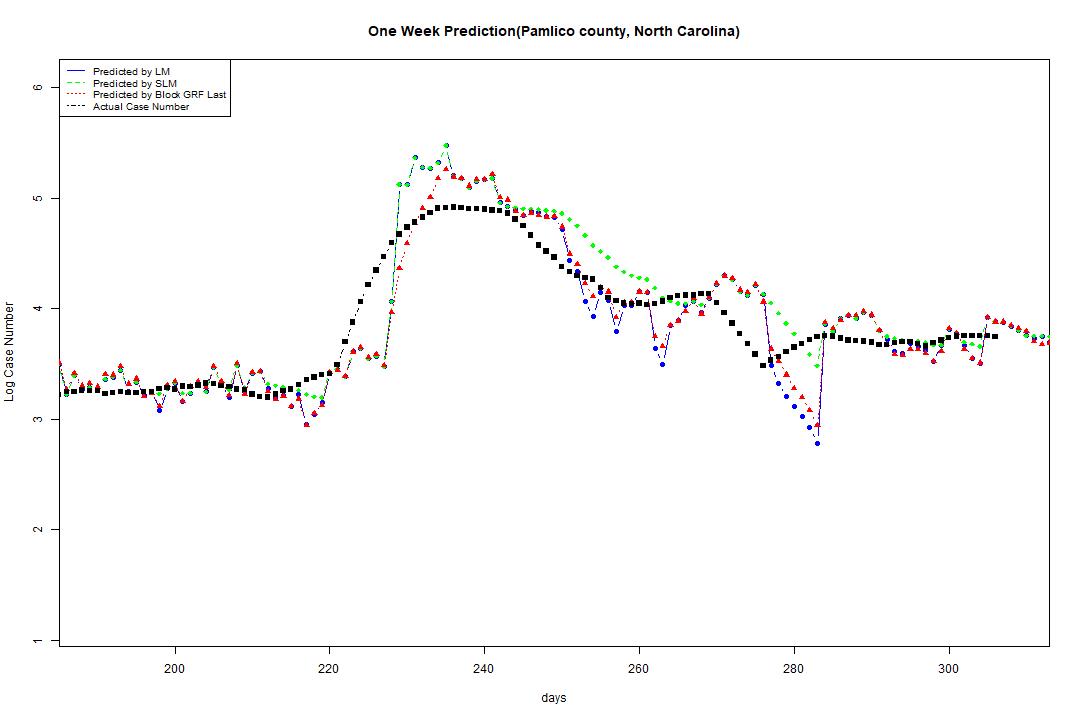 One Week Prediction(Pamlico county, North Carolina)
Predicted by LM
Predicted by SLM
Predicted by Block GRF Last
Actual Case Number
6
5
4
3
2
1
Log Case Number
200 220 240 260 280 300
days